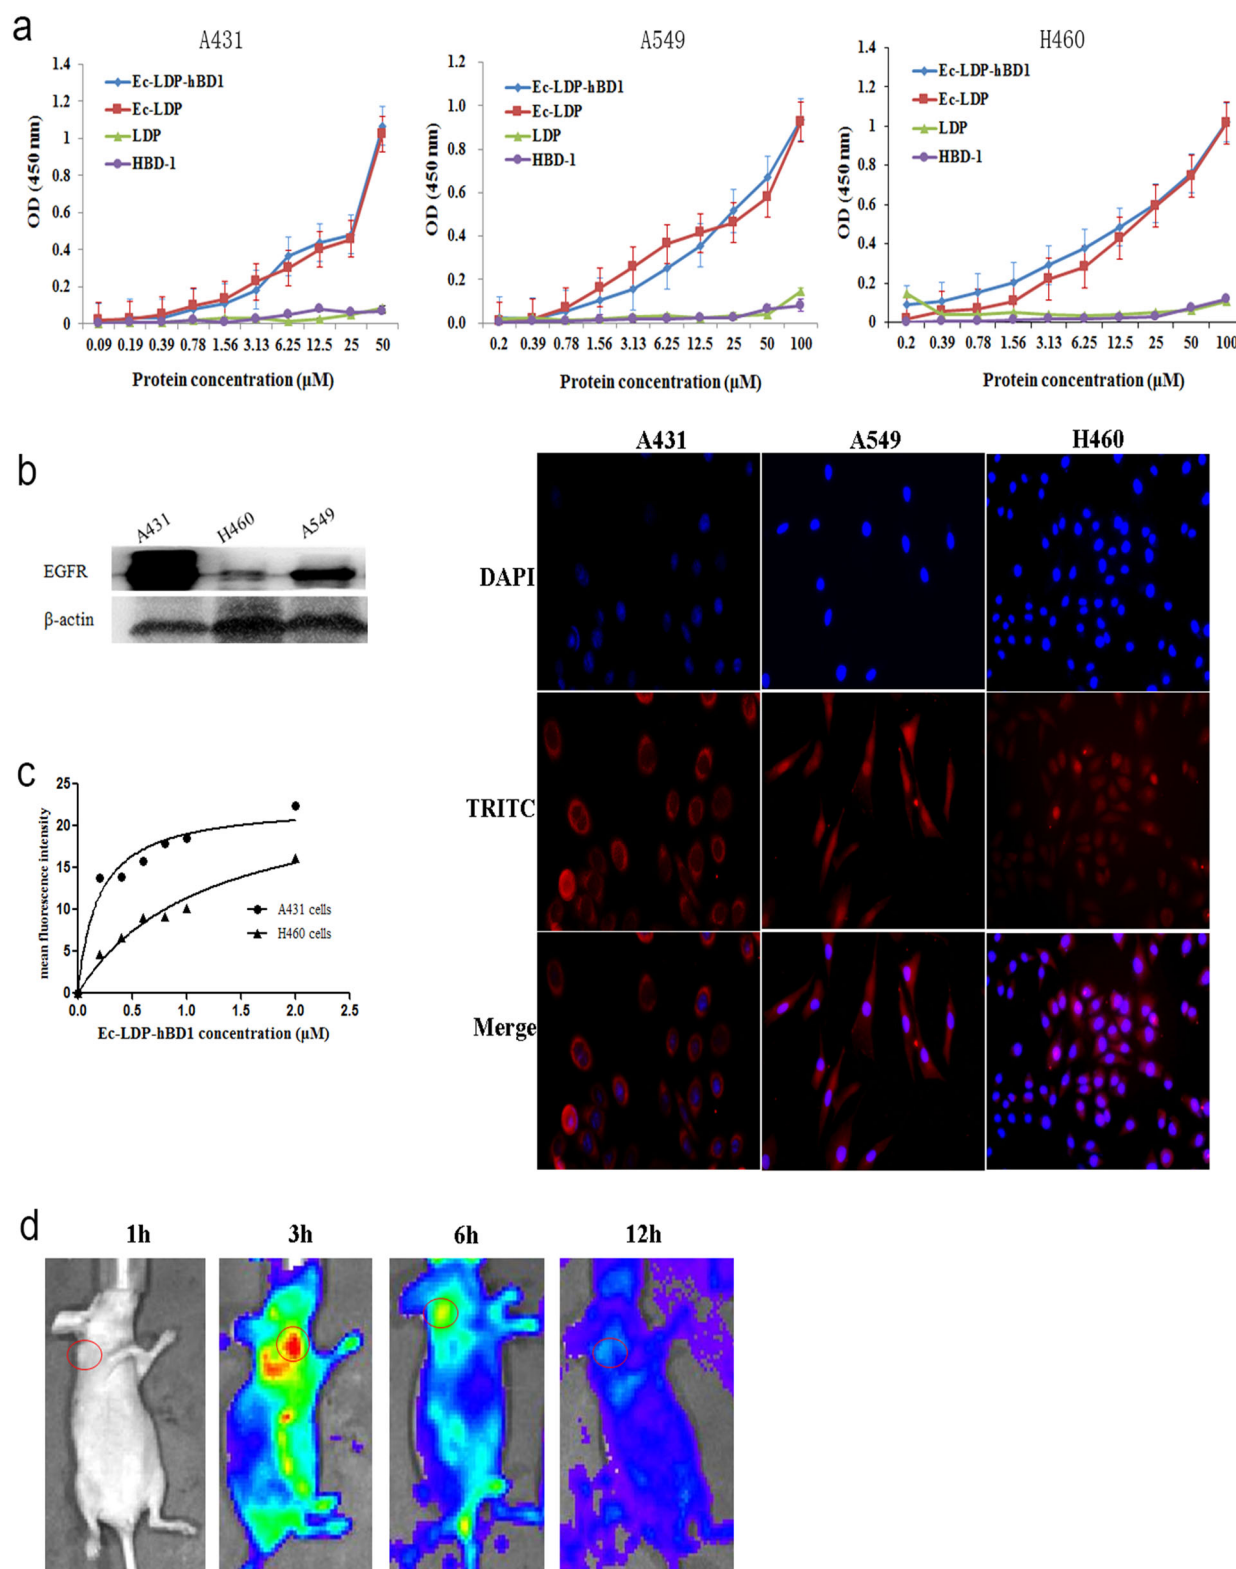 a
A431
A549
H460
OD (450 nm)
1.4
1.2
1
0.8
0.6
0.4
0.2
0
Ec-LDP-hBD1
Ec-LDP
LDP
HBD-1
0.09 0.19 0.39 0.78 1.56 3.13 6.25 12.5 25 50
Protein concentration (µM)
OD (450 nm)
1.2
1.0
0.8
0.6
0.4
0.2
0.0
Ec-LDP-hBD1
Ec-LDP
LDP
HBD-1
0.2 0.39 0.78 1.56 3.13 6.25 12.5 25 50 100
Protein concentration (µM)
OD (450 nm)
1.4
1.2
1
0.8
0.6
0.4
0.2
0
Ec-LDP-hBD1
Ec-LDP
LDP
HBD-1
0.2 0.39 0.78 1.56 3.13 6.25 12.5 25 50 100
Protein concentration (µM)
b
A431 H460 A549
EGFR
β-actin
A431 A549 H460
DAPI
TRITC
Merge
c
mean fluorescence intensity
25
20
15
10
5
0
A431 cells
H460 cells
0.0 0.5 1.0 1.5 2.0 2.5
Ec-LDP-hBD1 concentration (µM)
d
1h 3h 6h 12h